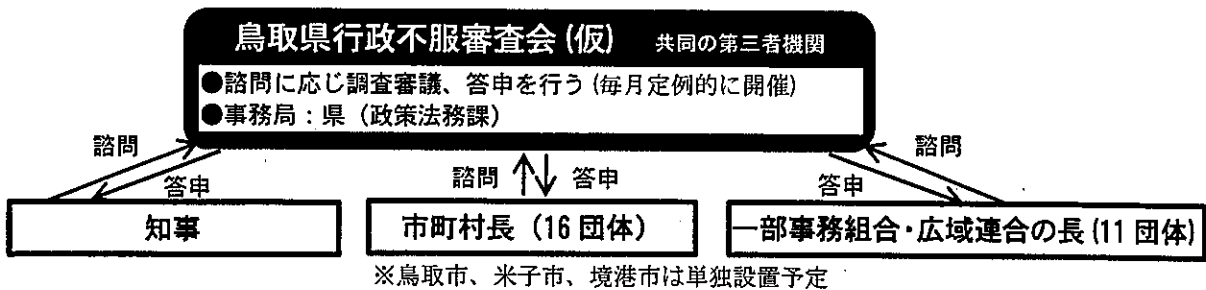 鳥取県行政不服審査会(仮) 共同の第三者機関
●諮問に応じ調査審議、答申を行う(毎月定例的に開催)
●事務局：県（政策法務課）
諮問
答申
諮問
答申
諮問
答申
知事
市町村長（16団体）
一部事務組合・広域連合の長(11団体)
※鳥取市、米子市、境港市は単独設置予定